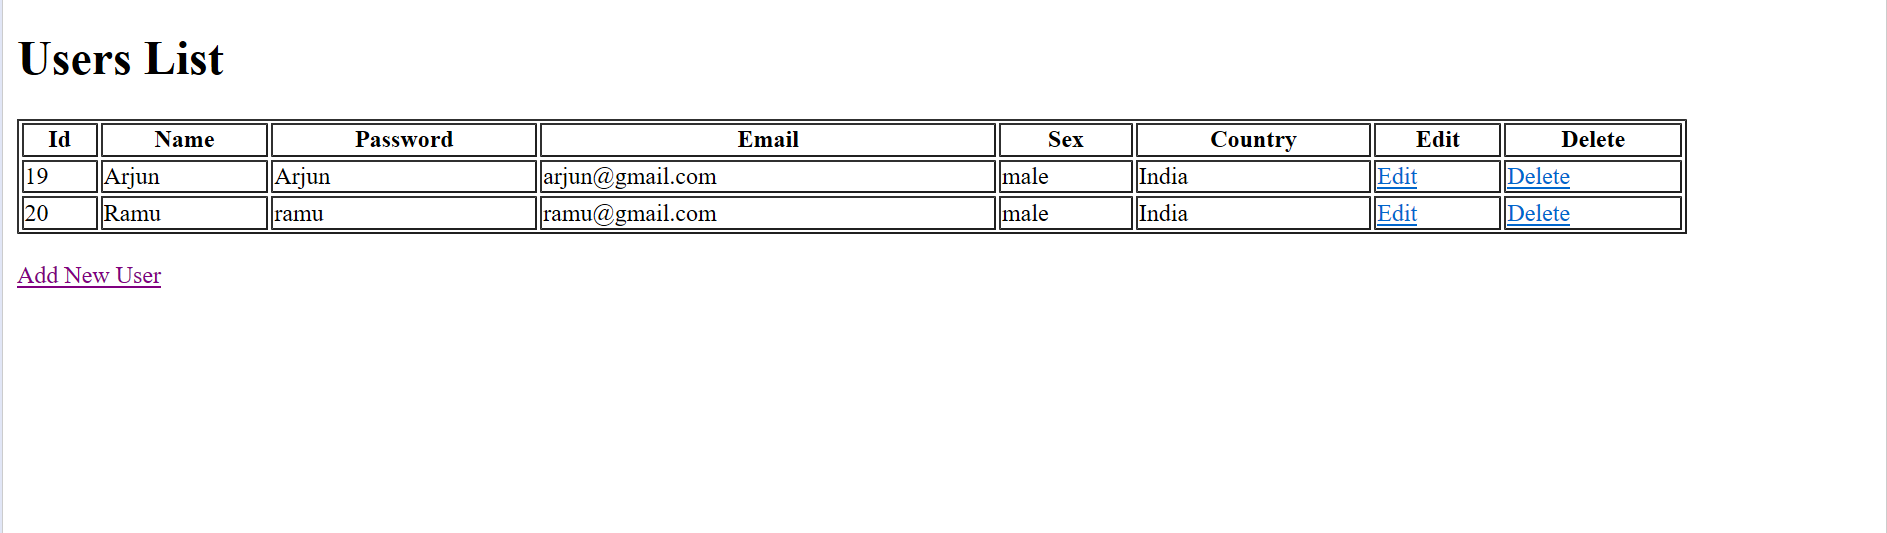 Users List
Id Name Password Email Sex Country Edit Delete
19 Arjun Arjun arjun@gmail.com male India Edit Delete
20 Ramu ramu ramu@gmail.com male India Edit Delete
Add New User